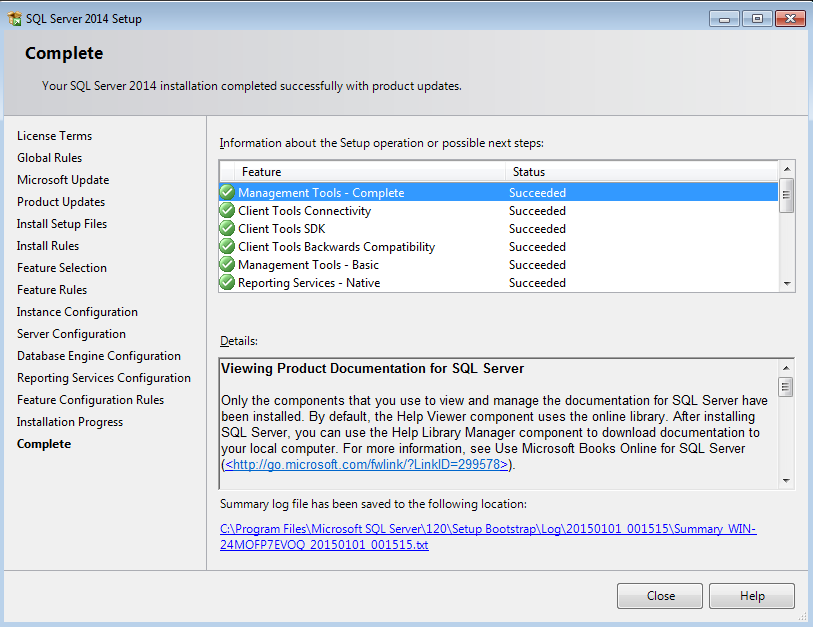 SQL Server 2014 Setup
Complete
Your SQL Server 2014 installation completed successfully with product updates.
License Terms
Global Rules
Microsoft Update
Product Updates
Install Setup Files
Install Rules
Feature Selection
Feature Rules
Instance Configuration
Server Configuration
Database Engine Configuration
Reporting Services Configuration
Feature Configuration Rules
Installation Progress
Complete
Information about the Setup operation or possible next steps:
Feature Status
Management Tools - Complete Succeeded
Client Tools Connectivity Succeeded
Client Tools SDK Succeeded
Client Tools Backwards Compatibility Succeeded
Management Tools - Basic Succeeded
Reporting Services - Native Succeeded
Details:
Viewing Product Documentation for SQL Server
Only the components that you use to view and manage the documentation for SQL Server have
been installed. By default, the Help Viewer component uses the online library. After installing
SQL Server, you can use the Help Library Manager component to download documentation to
your local computer. For more information, see Use Microsoft Books Online for SQL Server
(<http://go.microsoft.com/fwlink/?LinkID=299578>).
Summary log file has been saved to the following location:
C:\Program Files\Microsoft SQL Server\120\Setup Bootstrap\Log\20150101_001515\Summary_WIN-
24MOFP7EVOQ_20150101_001515.txt
Close Help